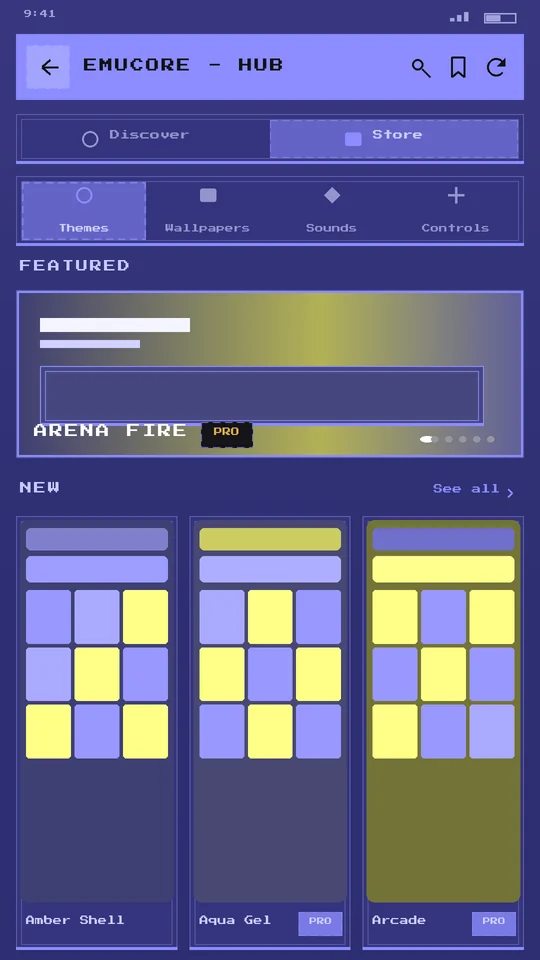 9:41
EMUCORE - HUB
Discover
Store
Themes
Wallpapers
Sounds
Controls
FEATURED
ARENA FIRE
PRO
NEW
See all
Amber Shell
Aqua Gel
PRO
Arcade
PRO